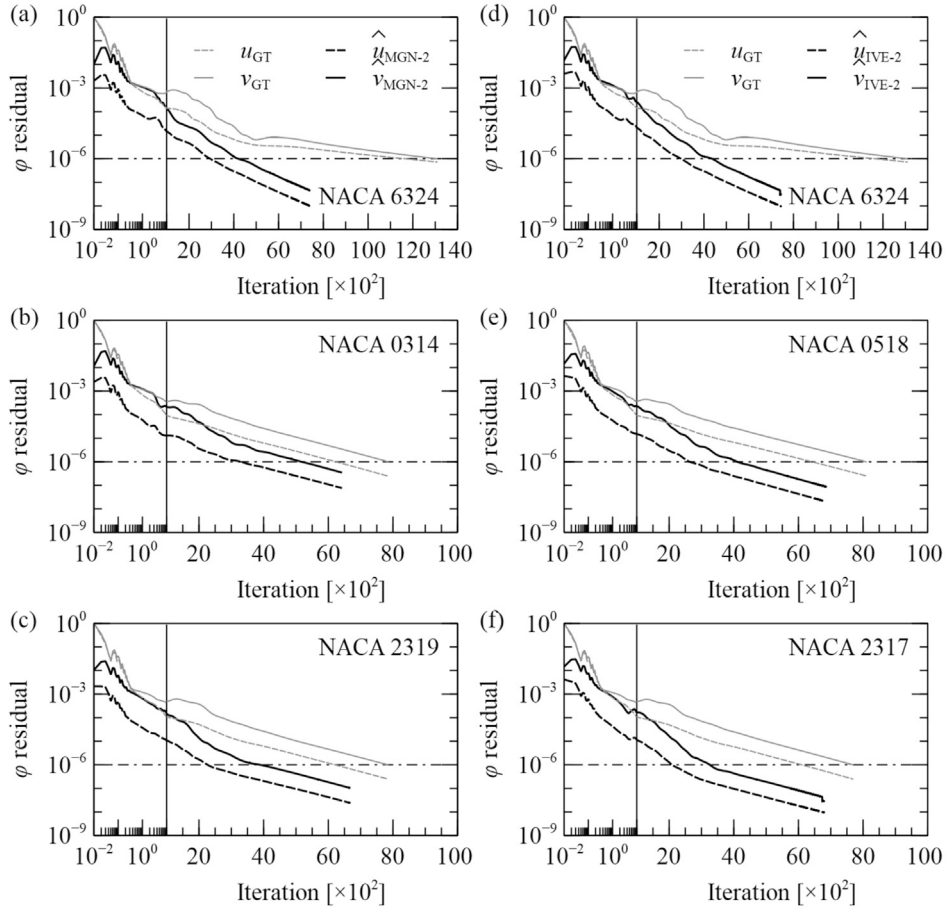 (a)
10^0
10^-3
10^-6
10^-9
φ residual
u_GT
û_MGN-2
v_GT
v̂_MGN-2
NACA 6324
10^-2 10^0 20 40 60 80 100 120 140
Iteration [×10^2]
(d)
10^0
10^-3
10^-6
10^-9
φ residual
u_GT
û_IVE-2
v_GT
v̂_IVE-2
NACA 6324
10^-2 10^0 20 40 60 80 100 120 140
Iteration [×10^2]
(b)
10^0
10^-3
10^-6
10^-9
φ residual
NACA 0314
10^-2 10^0 20 40 60 80 100
Iteration [×10^2]
(e)
10^0
10^-3
10^-6
10^-9
φ residual
NACA 0518
10^-2 10^0 20 40 60 80 100
Iteration [×10^2]
(c)
10^0
10^-3
10^-6
10^-9
φ residual
NACA 2319
10^-2 10^0 20 40 60 80 100
Iteration [×10^2]
(f)
10^0
10^-3
10^-6
10^-9
φ residual
NACA 2317
10^-2 10^0 20 40 60 80 100
Iteration [×10^2]